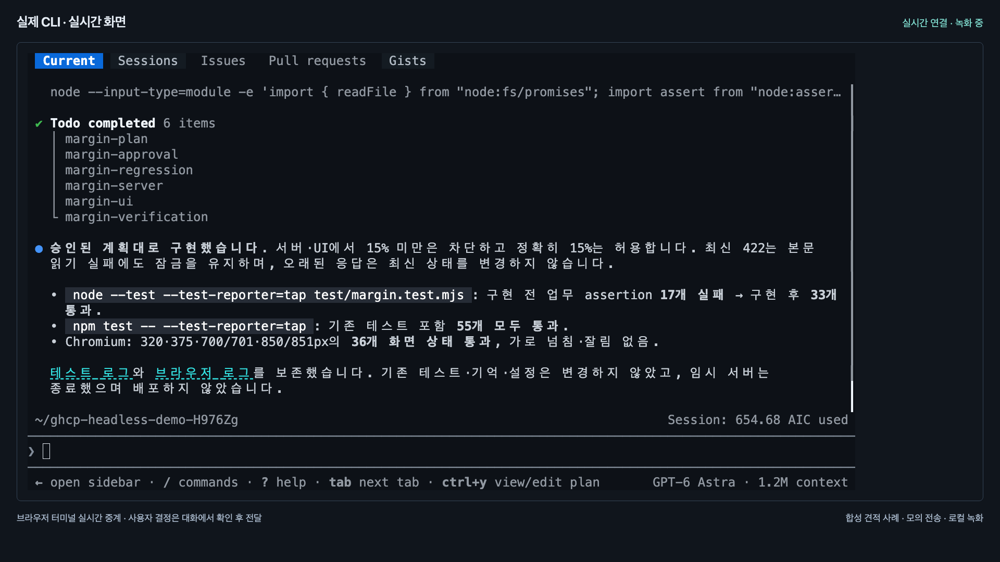 실제 CLI · 실시간 화면
실시간 연결 · 녹화 중
Current Sessions Issues Pull requests Gists
node --input-type=module -e 'import { readFile } from "node:fs/promises"; import assert from "node:asser…
✔ Todo completed 6 items
margin-plan
margin-approval
margin-regression
margin-server
margin-ui
margin-verification
● 승인된 계획대로 구현했습니다. 서버·UI에서 15% 미만은 차단하고 정확히 15%는 허용합니다. 최신 422는 본문
읽기 실패에도 잠금을 유지하며, 오래된 응답은 최신 상태를 변경하지 않습니다.
• node --test --test-reporter=tap test/margin.test.mjs : 구현 전 업무 assertion 17개 실패 → 구현 후 33개
통과.
• npm test -- --test-reporter=tap : 기존 테스트 포함 55개 모두 통과.
• Chromium: 320·375·700/701·850/851px의 36개 화면 상태 통과, 가로 넘침·잘림 없음.
테스트 로그와 브라우저 로그를 보존했습니다. 기존 테스트·기억·설정은 변경하지 않았고, 임시 서버는
종료했으며 배포하지 않았습니다.
~/ghcp-headless-demo-H976Zg
Session: 654.68 AIC used
❯
← open sidebar · / commands · ? help · tab next tab · ctrl+y view/edit plan
GPT-6 Astra · 1.2M context
브라우저 터미널 실시간 중계 · 사용자 결정은 대화에서 확인 후 전달
합성 견적 사례 · 모의 전송 · 로컬 녹화